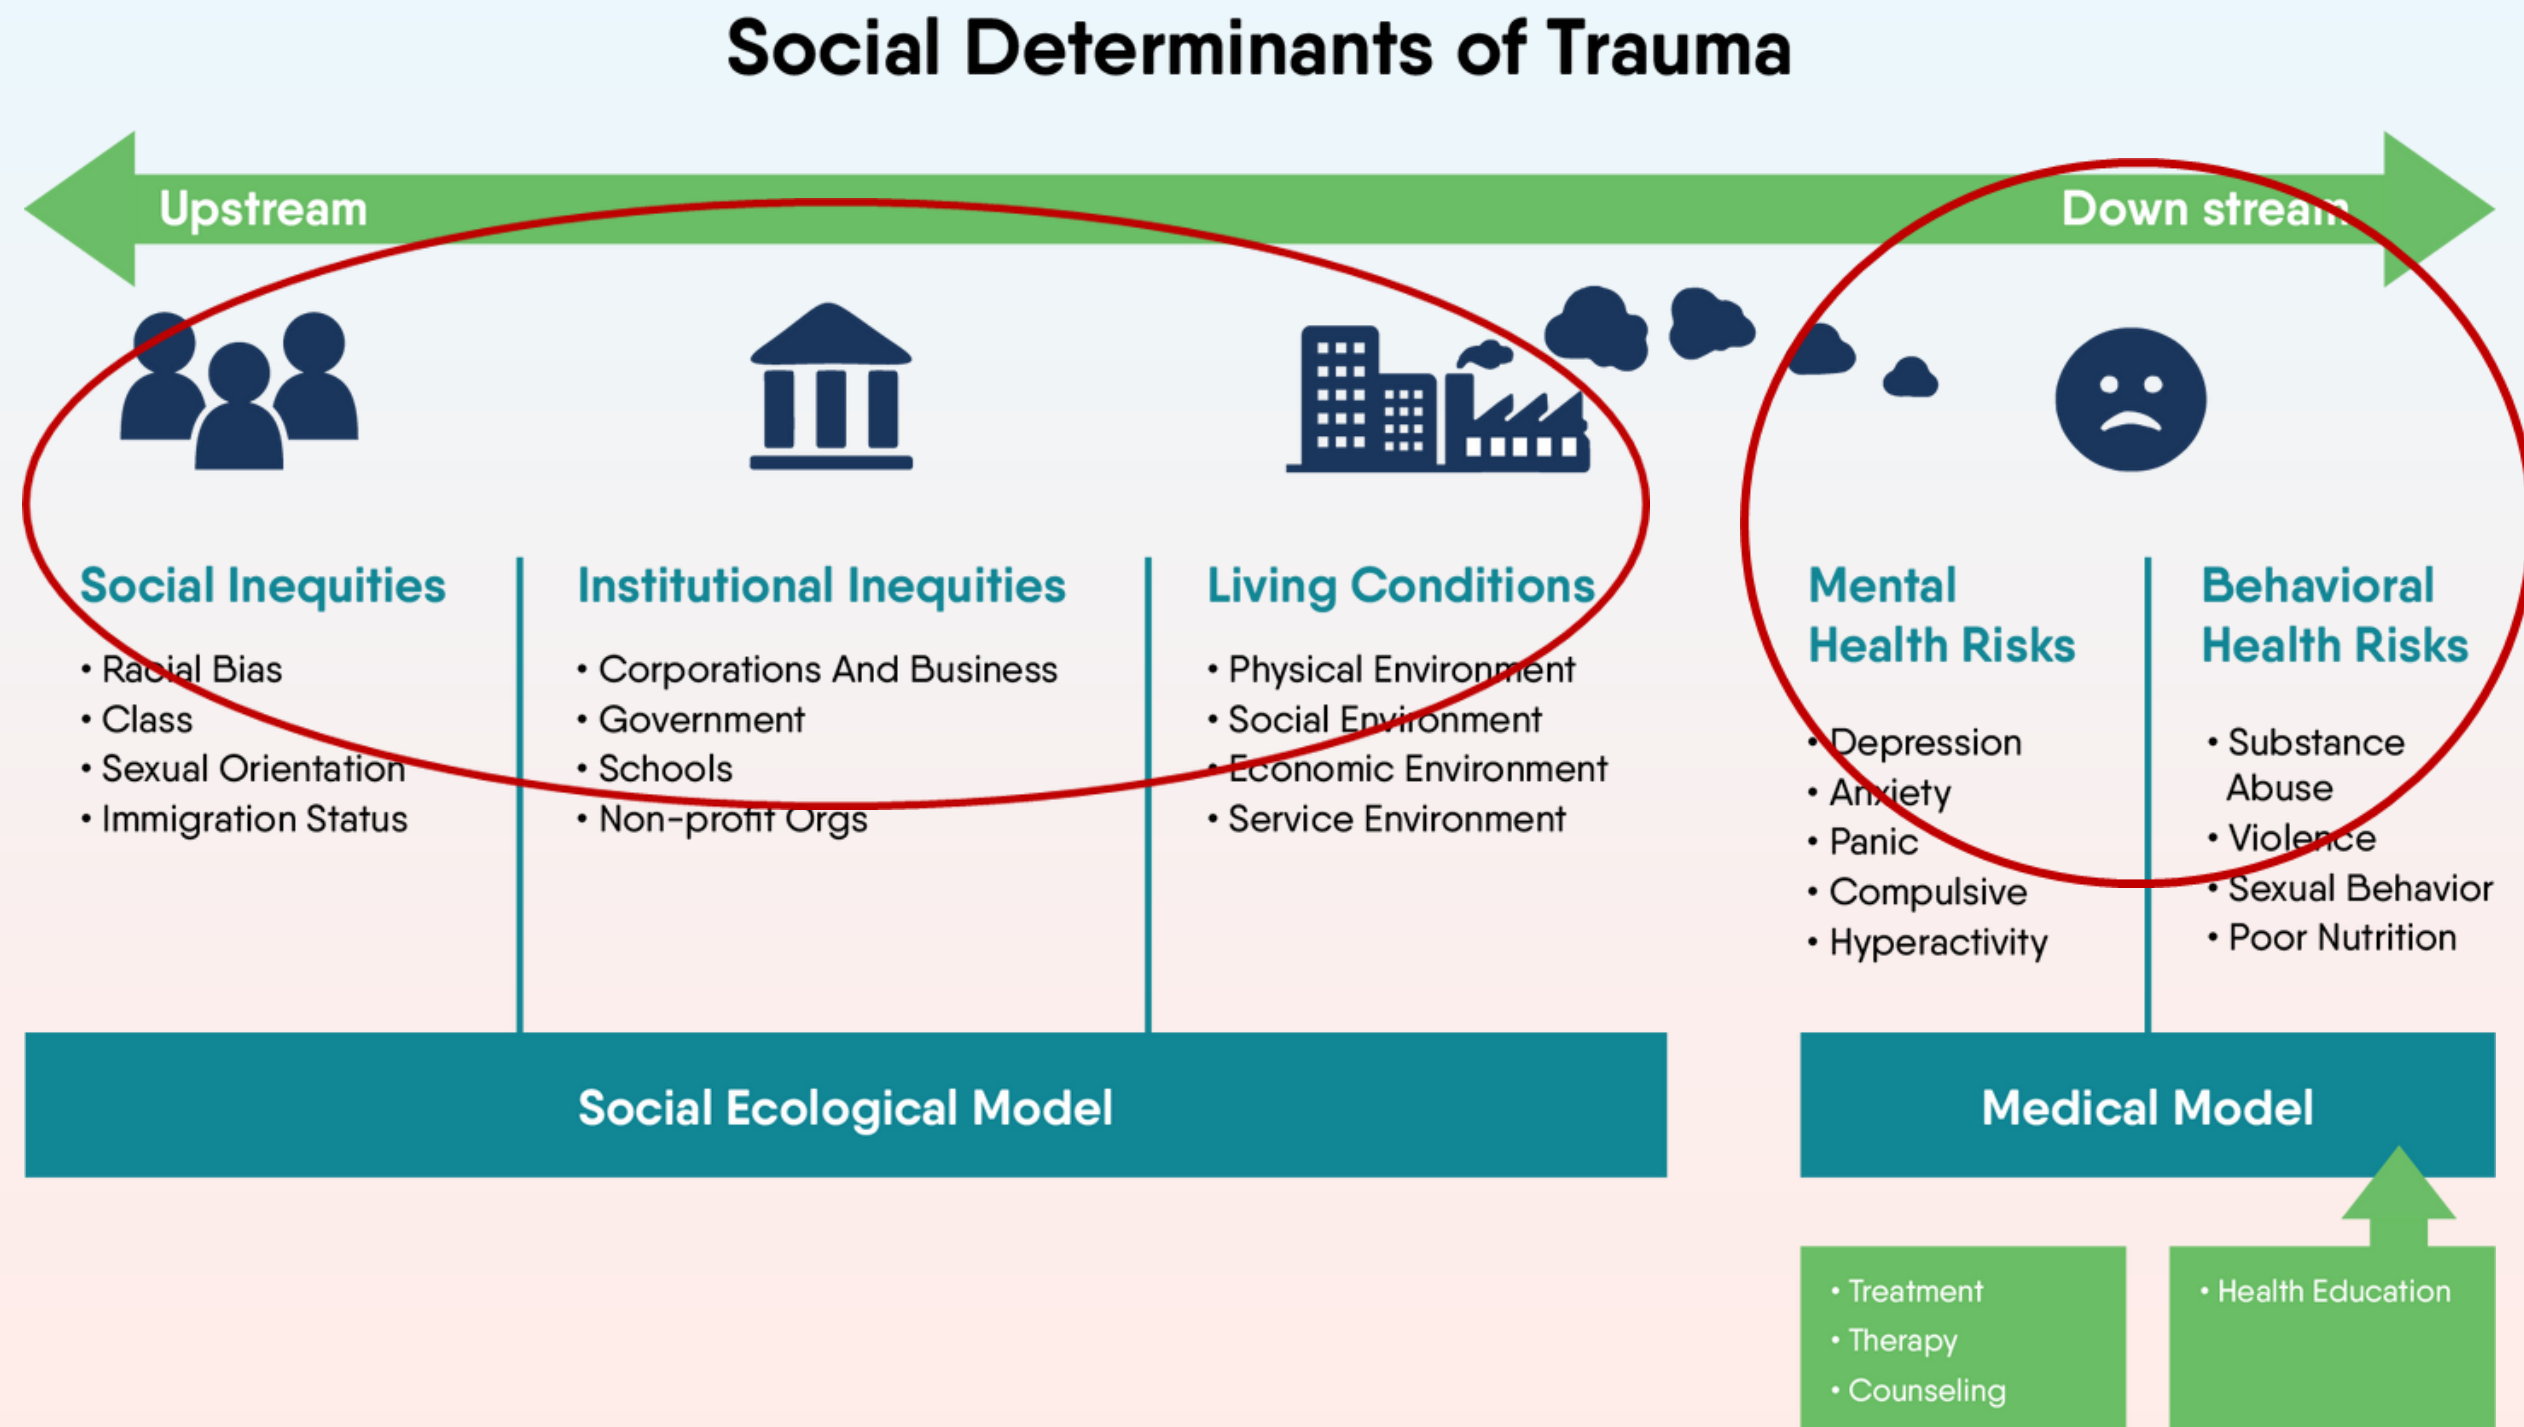 Social Determinants of Trauma
Upstream
Down stream
Social Inequities
• Racial Bias
• Class
• Sexual Orientation
• Immigration Status
Institutional Inequities
• Corporations And Business
• Government
• Schools
• Non-profit Orgs
Living Conditions
• Physical Environment
• Social Environment
• Economic Environment
• Service Environment
Mental
Health Risks
• Depression
• Anxiety
• Panic
• Compulsive
• Hyperactivity
Behavioral
Health Risks
• Substance
Abuse
• Violence
• Sexual Behavior
• Poor Nutrition
Social Ecological Model
Medical Model
• Treatment
• Therapy
• Counseling
• Health Education